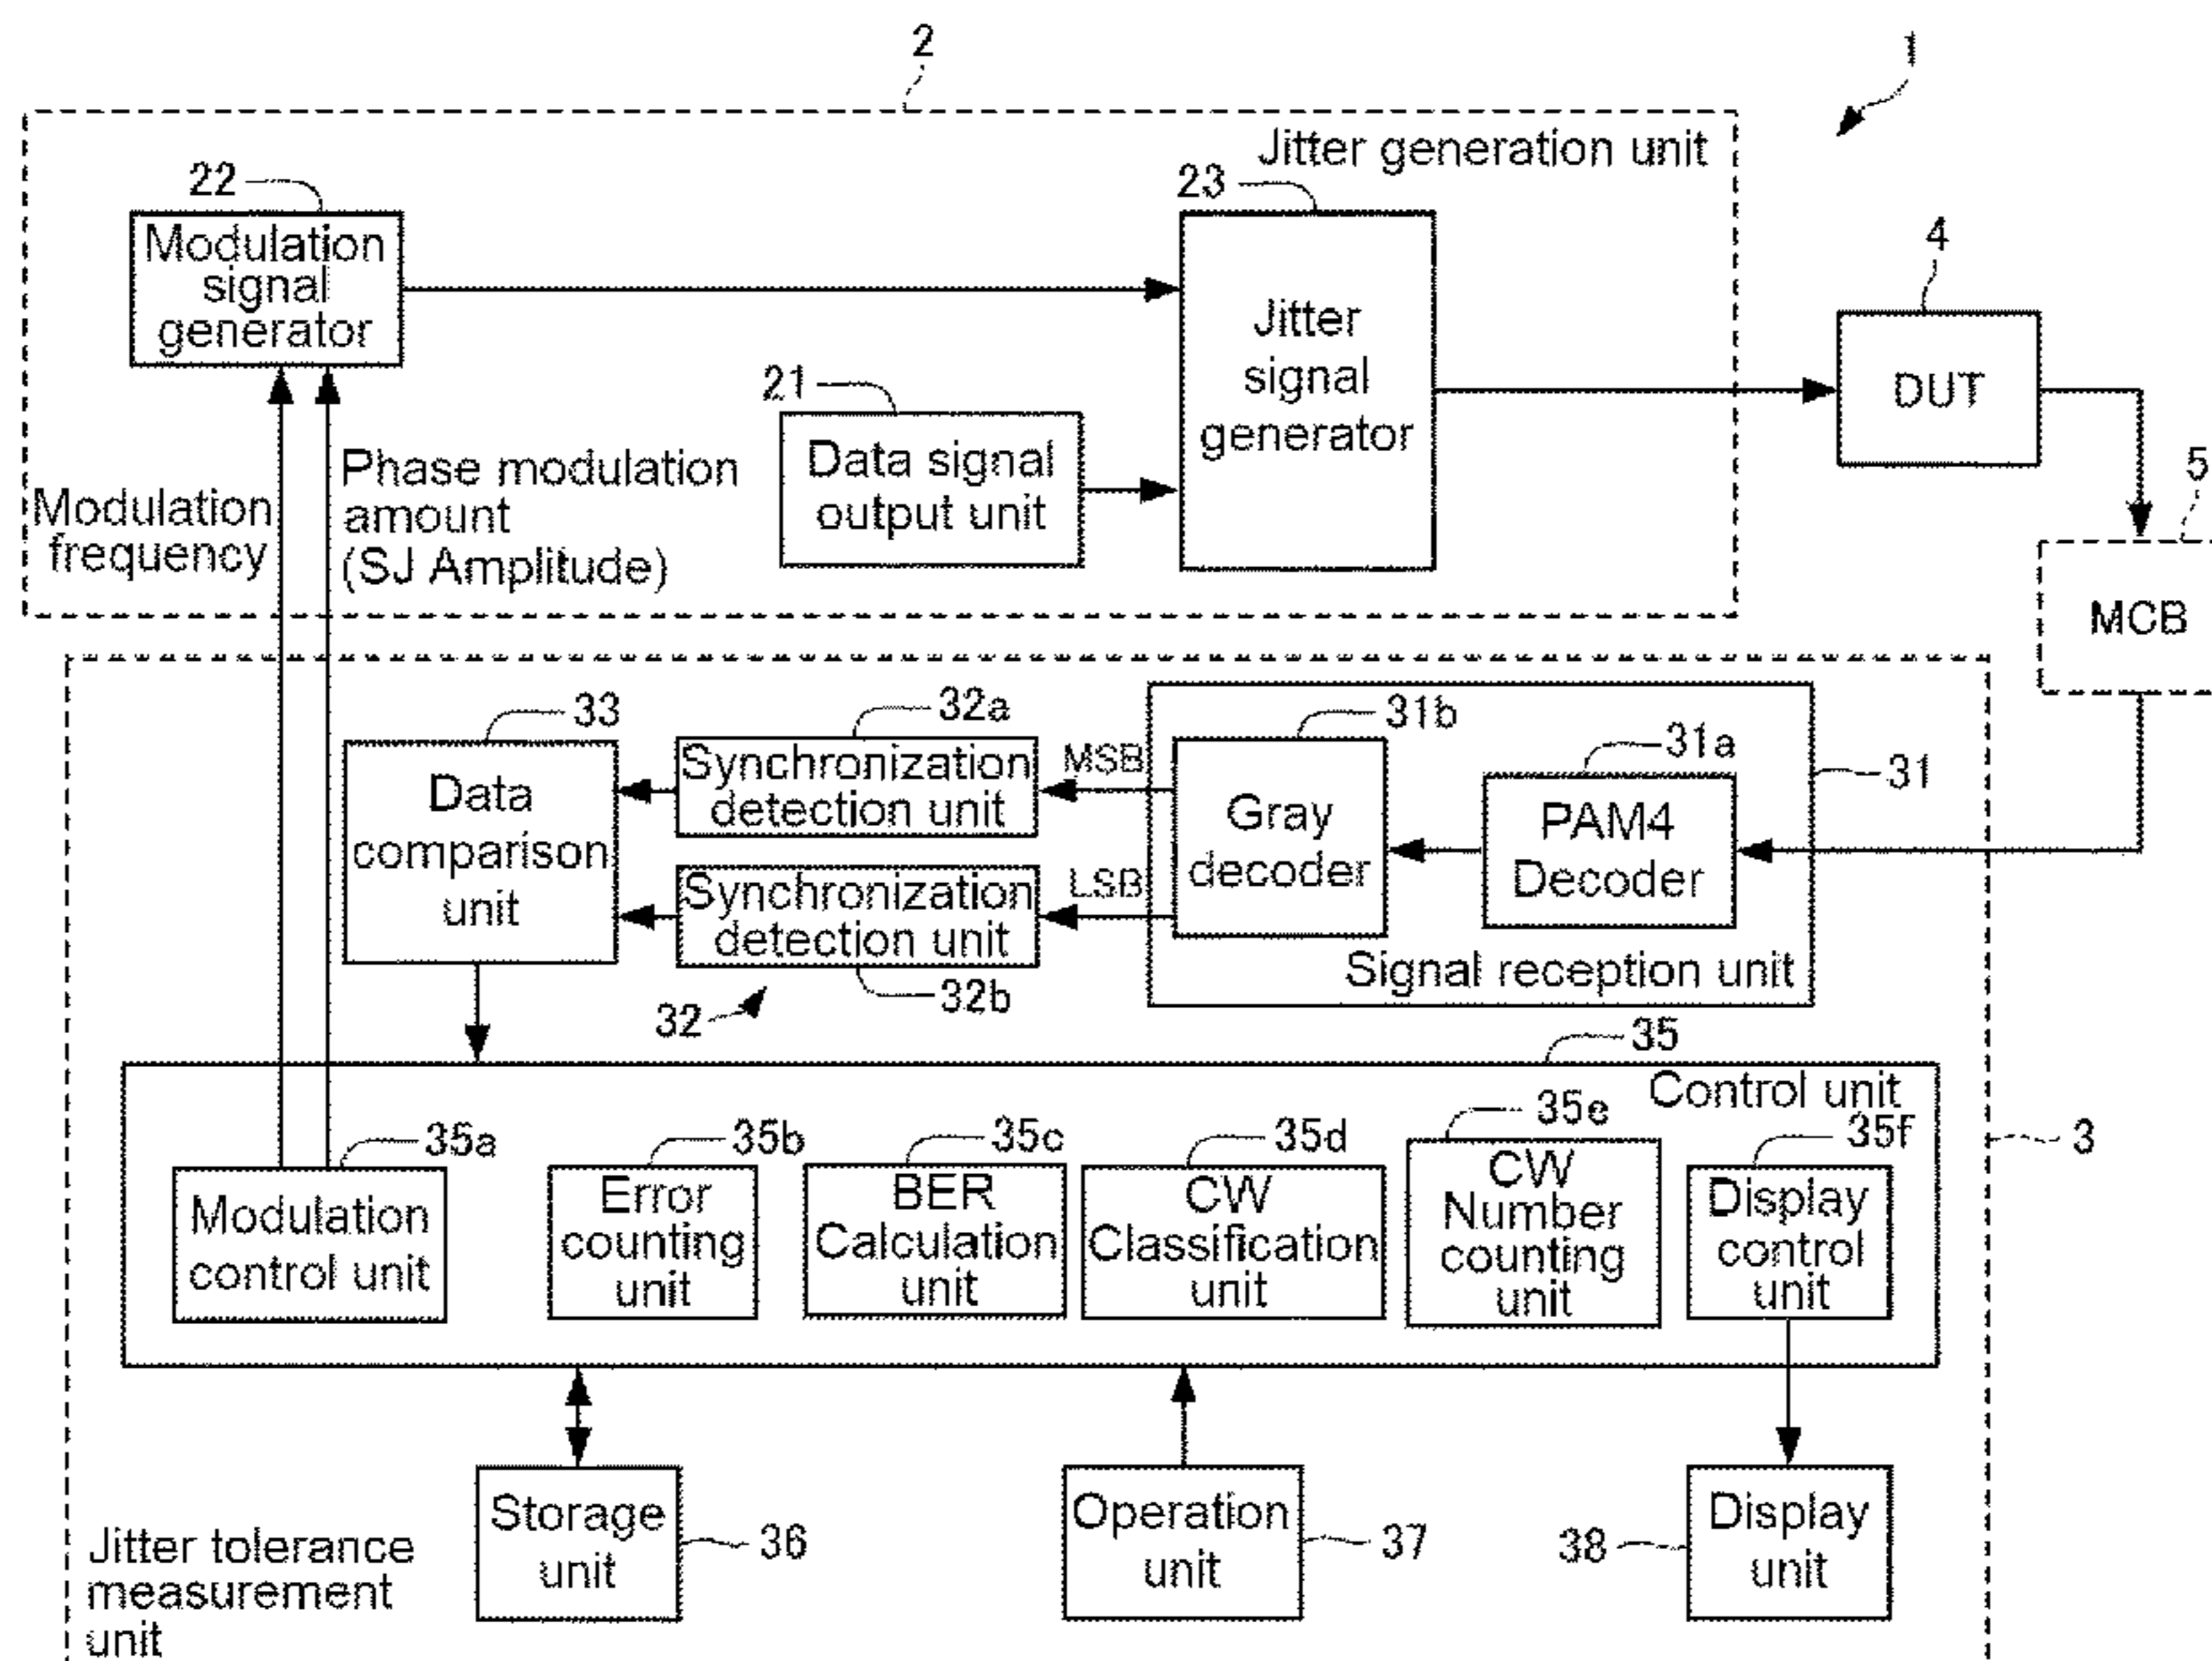 2
1
Jitter generation unit
22
23
Modulation
signal
generator
Jitter
signal
generator
4
DUT
21
Data signal
output unit
Modulation
frequency
Phase modulation
amount
(SJ Amplitude)
5
MCB
33
32a
31b
31a
31
Data
comparison
unit
Synchronization
detection unit
MSB
Synchronization
detection unit
LSB
Gray
decoder
PAM4
Decoder
Signal reception unit
32
32b
35
Control unit
35a
35b
35c
35d
35e
35f
3
Modulation
control unit
Error
counting
unit
BER
Calculation
unit
CW
Classification
unit
CW
Number
counting
unit
Display
control
unit
Storage
unit
36
Operation
unit
37
38
Display
unit
Jitter tolerance
measurement
unit